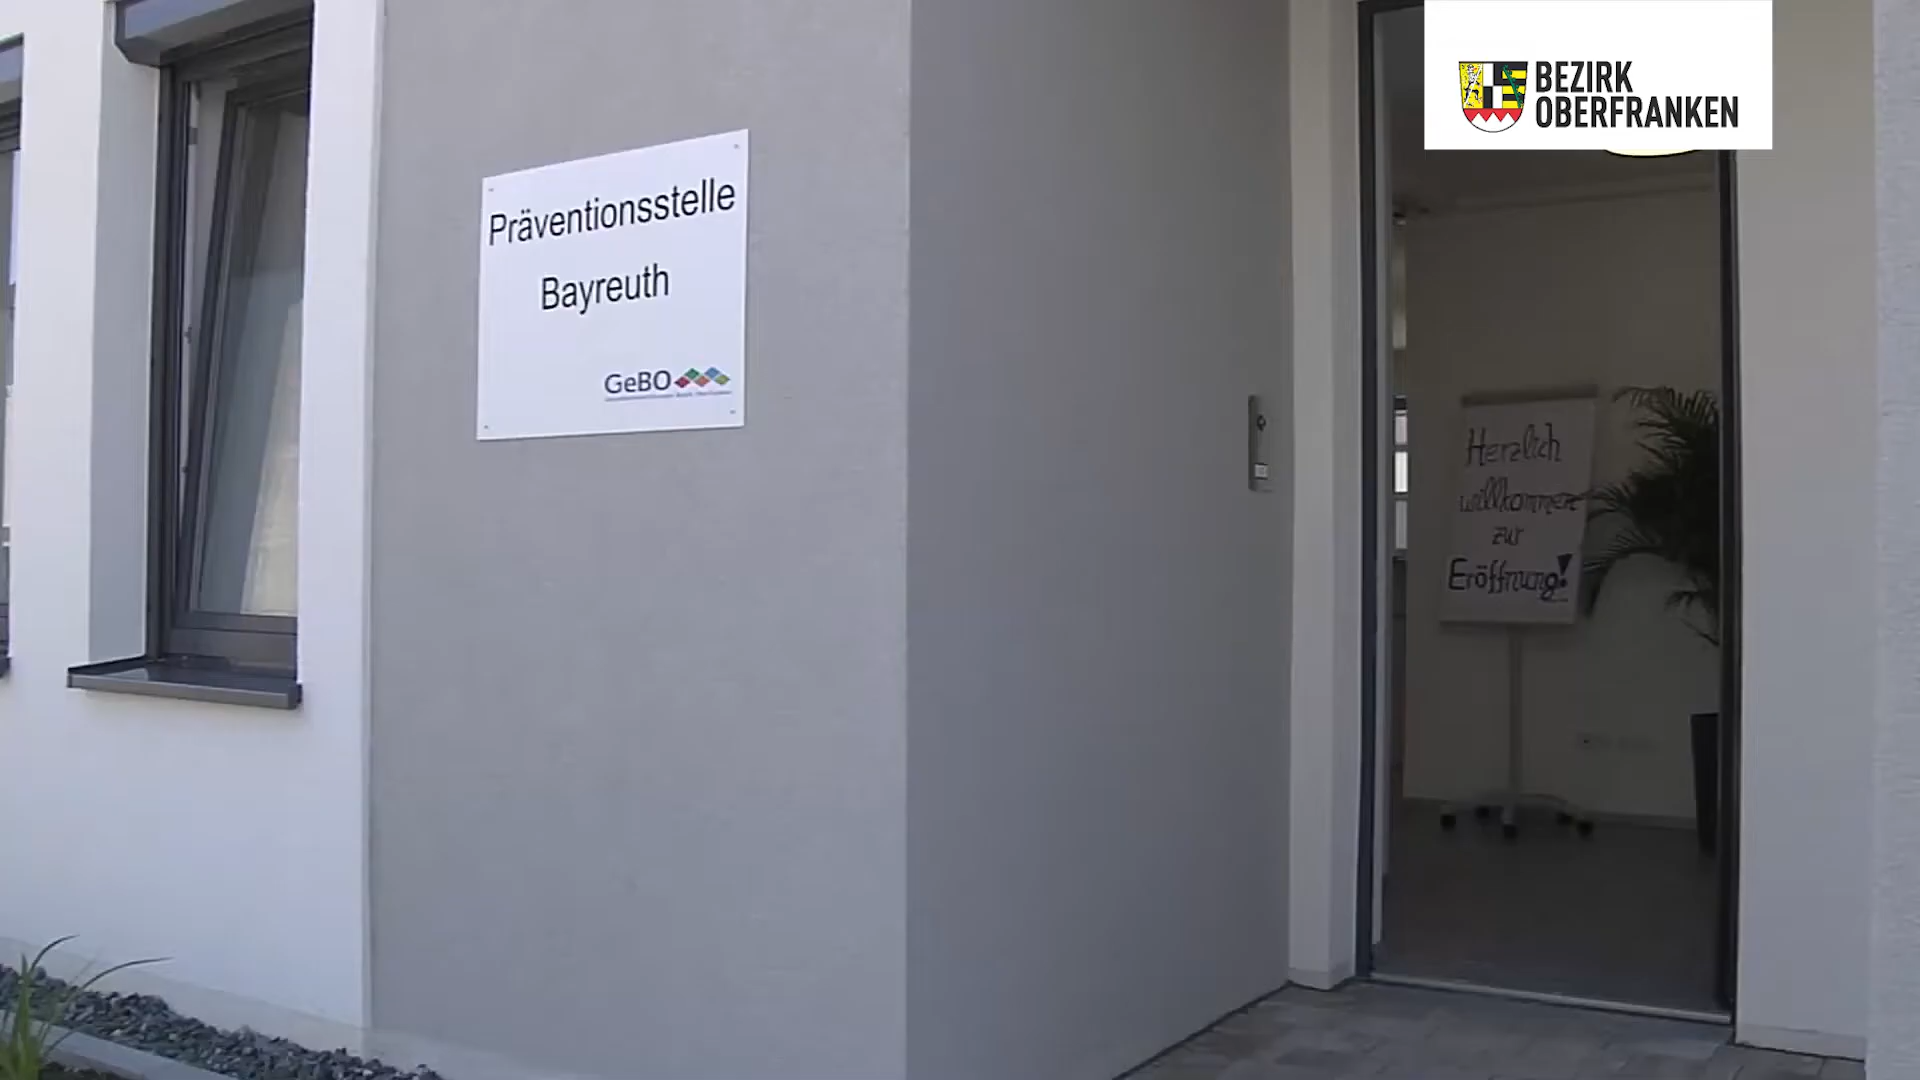 BEZIRK
OBERFRANKEN
Präventionsstelle
Bayreuth
GeBO
Herzlich
willkommen
zur
Eröffnung!